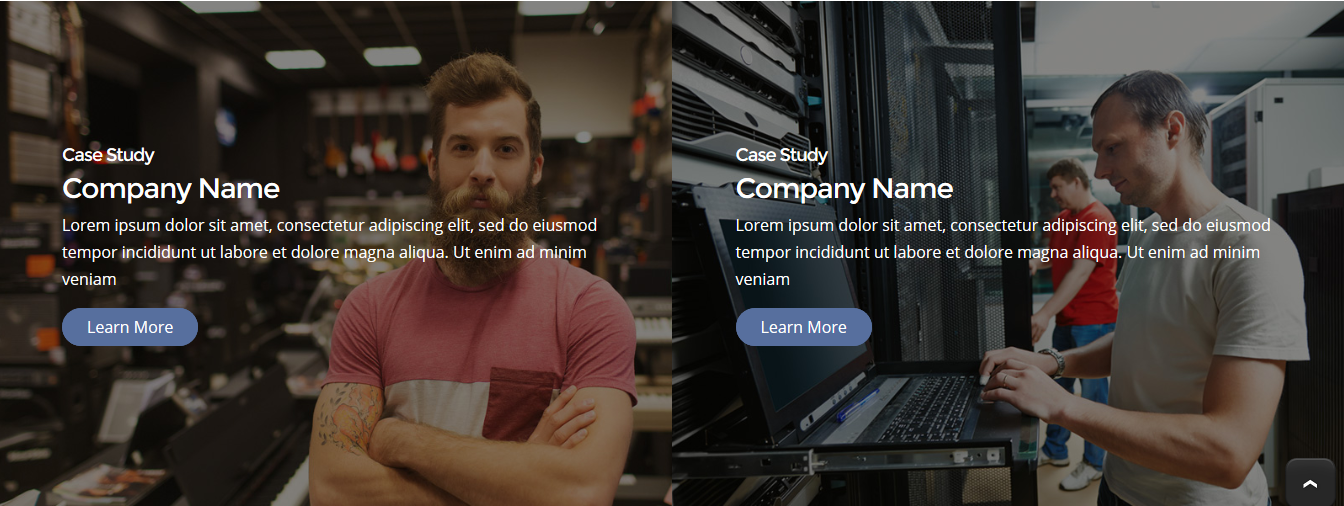 Case Study
Company Name
Lorem ipsum dolor sit amet, consectetur adipiscing elit, sed do eiusmod
tempor incididunt ut labore et dolore magna aliqua. Ut enim ad minim
veniam
Learn More
Case Study
Company Name
Lorem ipsum dolor sit amet, consectetur adipiscing elit, sed do eiusmod
tempor incididunt ut labore et dolore magna aliqua. Ut enim ad minim
veniam
Learn More